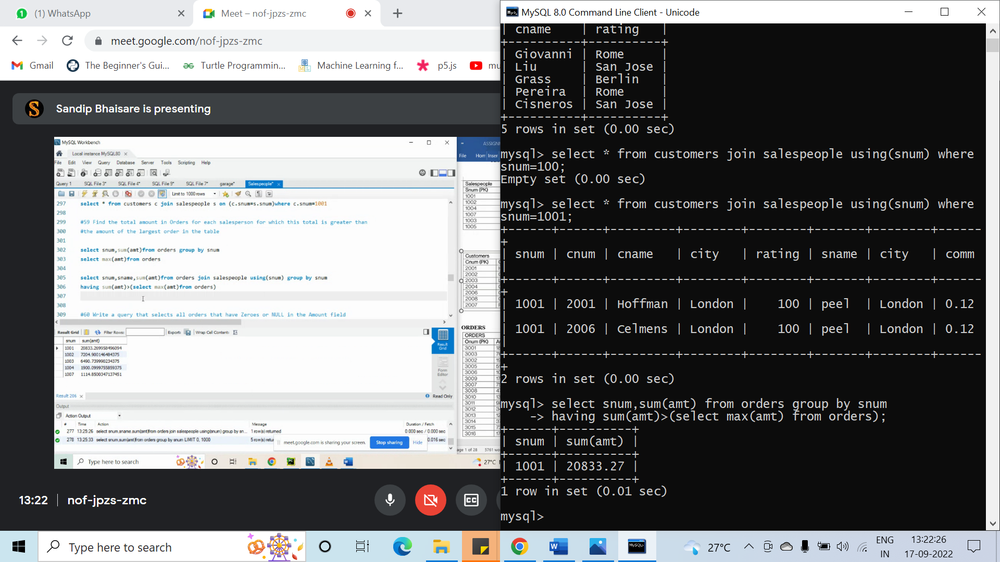 (1) WhatsApp
Meet – nof-jpzs-zmc
meet.google.com/nof-jpzs-zmc
Gmail
The Beginner's Gui...
Turtle Programmin...
Machine Learning f...
p5.js
mu
Sandip Bhaisare is presenting
MySQL Workbench
ASSIGN
Local instance MySQL80
File Hom Inser
File Edit View Query Database Server Tools Scripting Help
Query 1 SQL File 3* SQL File 4* SQL File 9* SQL File 7* garage* Salespeople*
Limit to 1000 rows
297 select * from customers c join salespeople s on (c.snum=s.snum)where c.snum=1001
298
299 #59 Find the total amount in Orders for each salesperson for which this total is greater than
300 #the amount of the largest order in the table
301
302 select snum,sum(amt)from orders group by snum
303 select max(amt)from orders
304
305 select snum,sname,sum(amt)from orders join salespeople using(snum) group by snum
306 having sum(amt)>(select max(amt)from orders)
307
308
309 #60 Write a query that selects all orders that have Zeroes or NULL in the Amount field
Result Grid Filter Rows: Export: Wrap Cell Content:
snum sum(amt)
1001 20833.269958496094
1002 7204.900146484375
1003 6490.739990234375
1004 1900.0999755859375
1007 1114.8500347137451
Result Grid
Form Editor
Result 206
Read Only
Output
Action Output
# Time Action Message Duration / Fetch
277 13:25:26 select snum,sname,sum(amt)from orders join salespeople using(snum) group by sn... 1 row(s) returned 0.000 sec / 0.000 sec
278 13:25:33 select snum,sum(amt)from orders group by snum LIMIT 0, 1000 5 row(s) retur 0.016 sec
meet.google.com is sharing your screen. Stop sharing Hide
Type here to search
27°C
Salespeople
Snum (PK)
1001
1002
1004
1007
1003
1005
Customers
Cnum (PK)
2001
2002
2003
2004
2006
2008
2007
ORDERS
ORDERS
Onum (PK)
3001
3003
3002
3005
3006
3009
3007
3008
3010
3011
3012
3013
3014
3015
3016
age 1 of 28 5761 wo
13:22 | nof-jpzs-zmc
CC
MySQL 8.0 Command Line Client - Unicode
| cname | rating |
+----------+----------+
| Giovanni | Rome |
| Liu | San Jose |
| Grass | Berlin |
| Pereira | Rome |
| Cisneros | San Jose |
+----------+----------+
5 rows in set (0.00 sec)
mysql> select * from customers join salespeople using(snum) where
snum=100;
Empty set (0.00 sec)
mysql> select * from customers join salespeople using(snum) where
snum=1001;
+------+------+---------+--------+--------+-------+--------+------
+
| snum | cnum | cname | city | rating | sname | city | comm
|
+------+------+---------+--------+--------+-------+--------+------
+
| 1001 | 2001 | Hoffman | London | 100 | peel | London | 0.12
|
| 1001 | 2006 | Celmens | London | 100 | peel | London | 0.12
|
+------+------+---------+--------+--------+-------+--------+------
+
2 rows in set (0.00 sec)
mysql> select snum,sum(amt) from orders group by snum
-> having sum(amt)>(select max(amt) from orders);
+------+----------+
| snum | sum(amt) |
+------+----------+
| 1001 | 20833.27 |
+------+----------+
1 row in set (0.01 sec)
mysql>
Type here to search
27°C
ENG
IN
13:22:26
17-09-2022